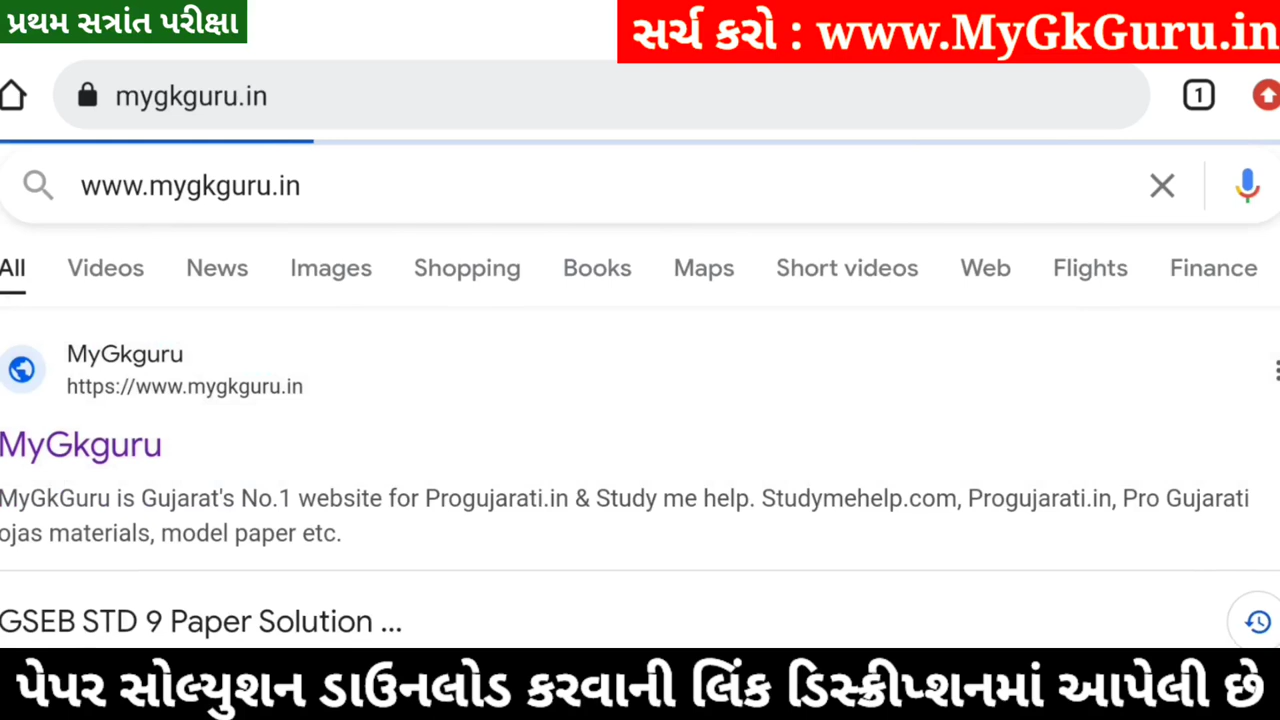 પ્રથમ સત્રાંત પરીક્ષા
સર્ચ કરો : www.MyGkGuru.in
mygkguru.in
1
www.mygkguru.in
All Videos News Images Shopping Books Maps Short videos Web Flights Finance
MyGkguru
https://www.mygkguru.in
MyGkguru
MyGkGuru is Gujarat's No.1 website for Progujarati.in & Study me help. Studymehelp.com, Progujarati.in, Pro Gujarati
ojas materials, model paper etc.
GSEB STD 9 Paper Solution ...
પેપર સોલ્યુશન ડાઉનલોડ કરવાની લિંક ડિસ્ક્રીપ્શનમાં આપેલી છે